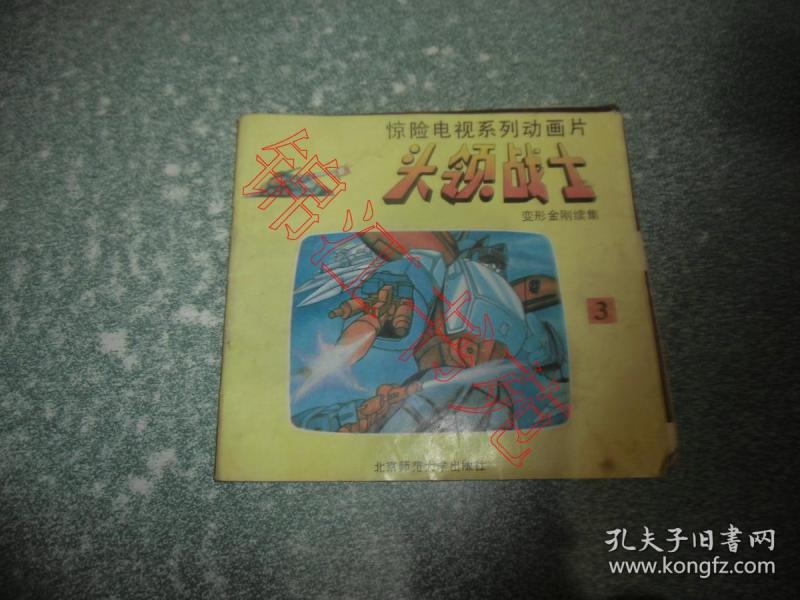 惊险电视系列动画片
头领战士
变形金刚续集
3
北京师范大学出版社
孔夫子旧书网
www.kongfz.com